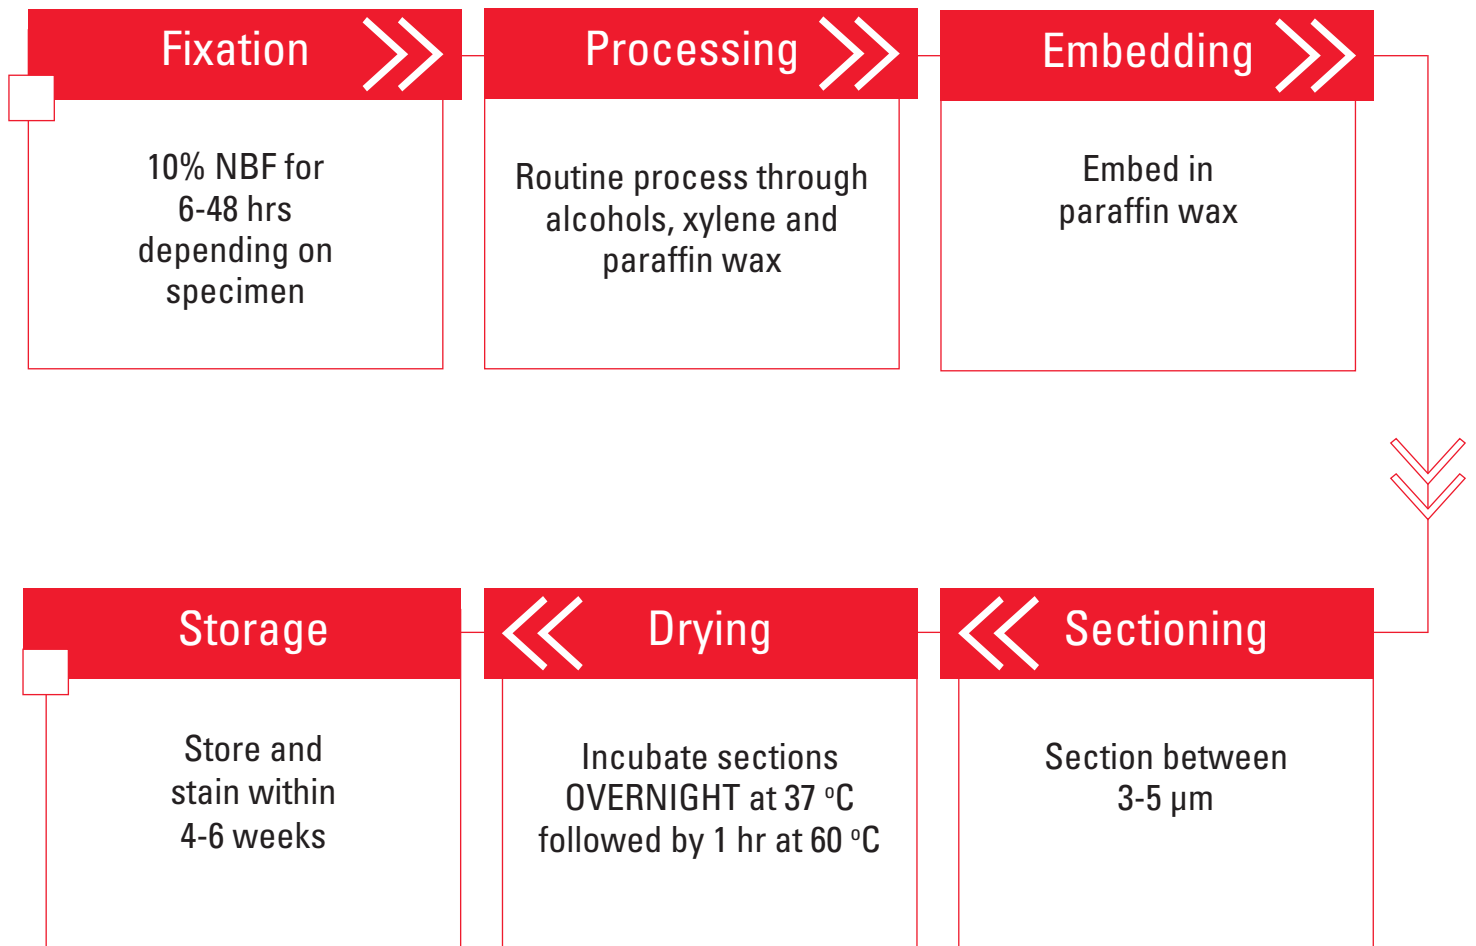 Fixation
10% NBF for
6-48 hrs
depending on
specimen
Processing
Routine process through
alcohols, xylene and
paraffin wax
Embedding
Embed in
paraffin wax
Sectioning
Section between
3-5 µm
Drying
Incubate sections
OVERNIGHT at 37 ºC
followed by 1 hr at 60 ºC
Storage
Store and
stain within
4-6 weeks